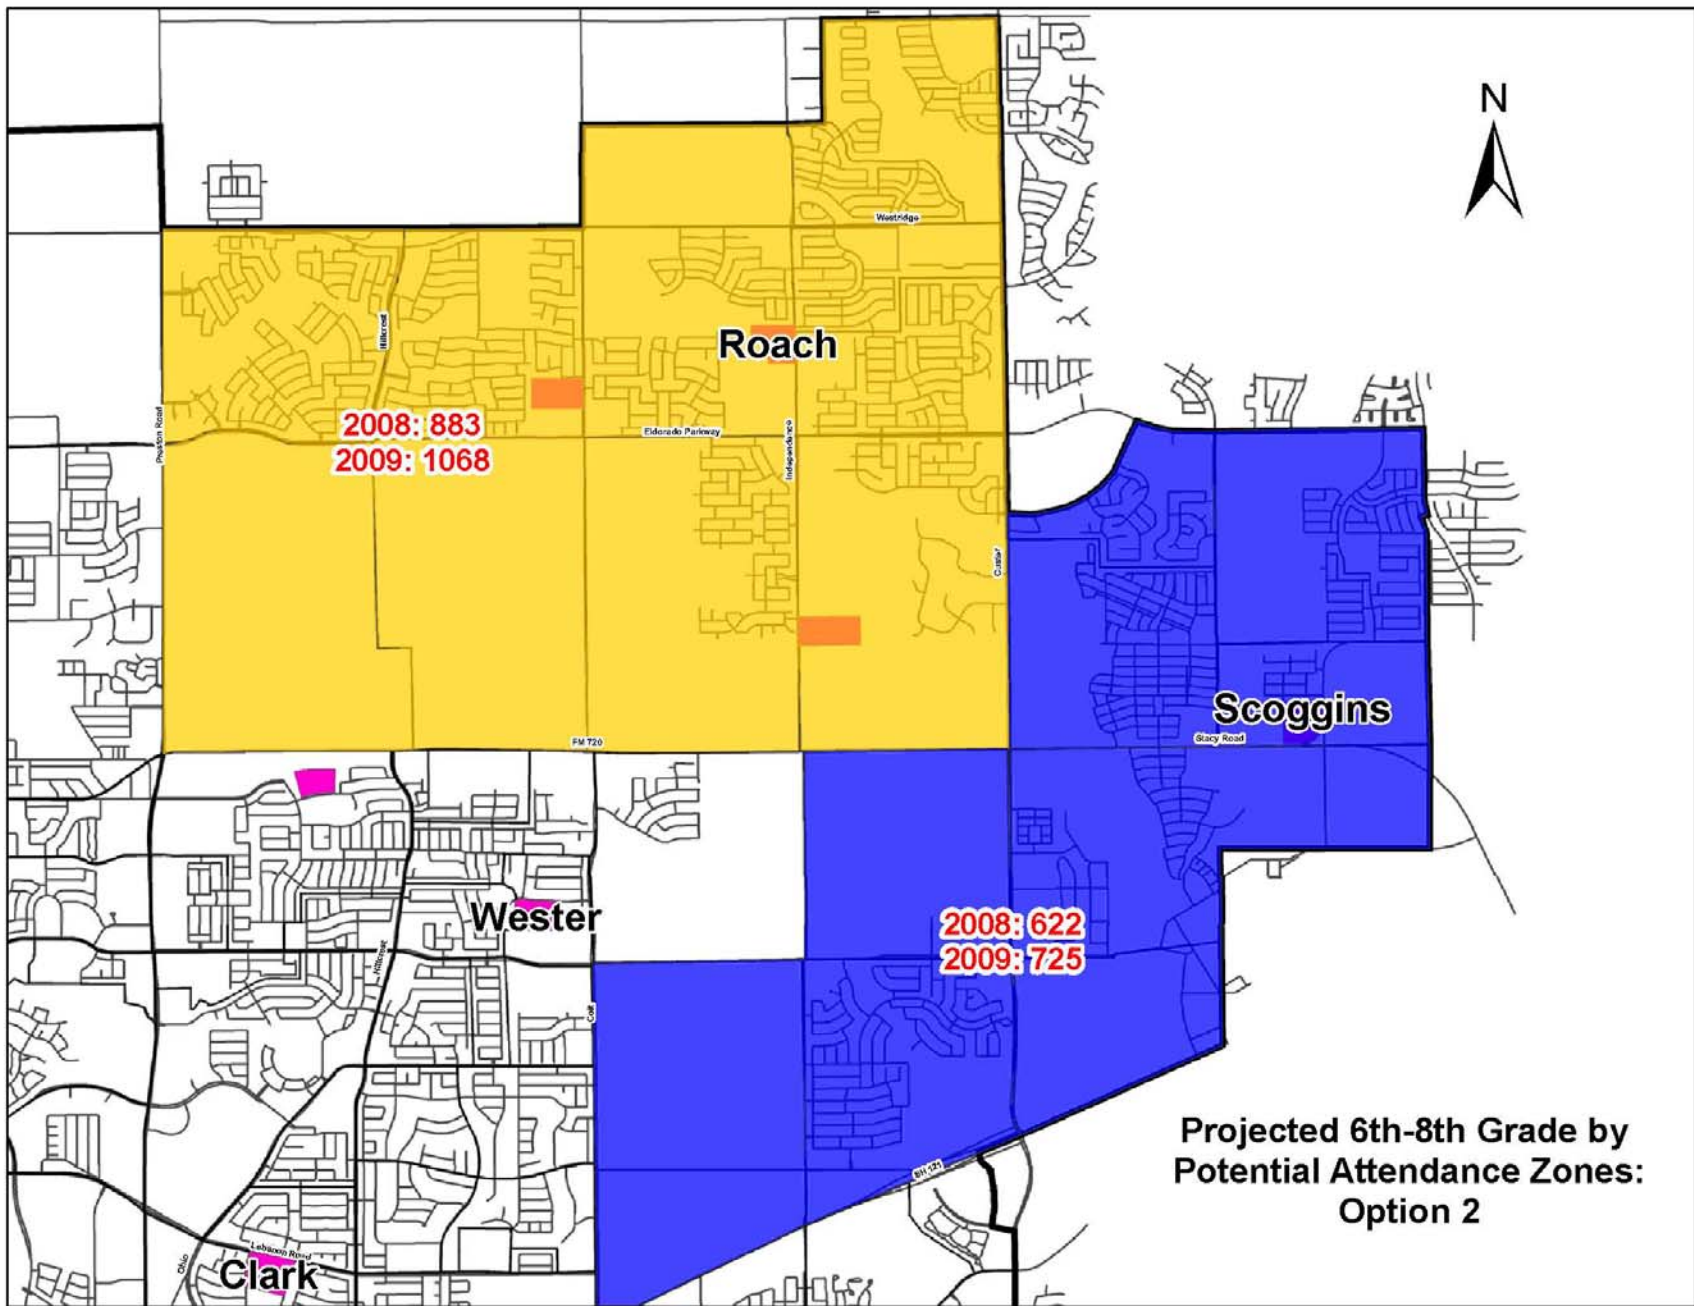 N
Westridge
Hillcrest
Roach
Preston Road
2008: 883
2009: 1068
Eldorado Parkway
Independance
Custer
Scoggins
Stacy Road
FM 720
Wester
2008: 622
2009: 725
Hillcrest
Coit
SH 121
Projected 6th-8th Grade by
Potential Attendance Zones:
Option 2
Lebanon Road
Ohio
Clark